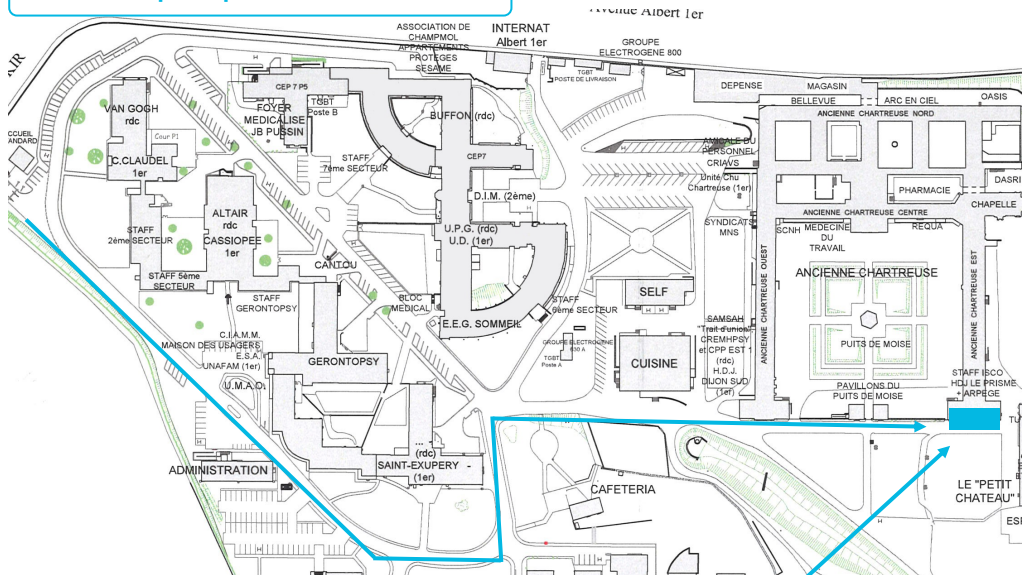 Avenue Albert 1er
ASSOCIATION DE
CHAMPMOL
APPARTEMENTS
PROTEGES
SESAME
INTERNAT
Albert 1er
GROUPE
ELECTROGENE 800
TGBT
POSTE DE LIVRAISON
DEPENSE
MAGASIN
BELLEVUE
ARC EN CIEL
OASIS
ANCIENNE CHARTREUSE NORD
CEP 7 P5
TGBT
Poste B
FOYER
MEDICALISE
JB PUSSIN
BUFFON (rdc)
VAN GOGH
rdc
Cour P1
C.CLAUDEL
1er
STAFF
7ème SECTEUR
CEP7
AMICALE DU
PERSONNEL
CRIAVS
Unité Chu
Chartreuse (1er)
D.I.M. (2ème)
PHARMACIE
DASRI
CHAPELLE
ALTAIR
rdc
CASSIOPEE
1er
STAFF
2ème SECTEUR
U.P.G. (rdc)
U.D. (1er)
SYNDICATS
MNS
ANCIENNE CHARTREUSE CENTRE
SCNH
MEDECINE
DU
TRAVAIL
REQUA
CANTOU
STAFF 5ème
SECTEUR
STAFF
GERONTOPSY
BLOC
MEDICAL
SELF
STAFF
6ème SECTEUR
ANCIENNE CHARTREUSE
ANCIENNE CHARTREUSE OUEST
ANCIENNE CHARTREUSE EST
E.E.G. SOMMEIL
C.I.A.M.M.
MAISON DES USAGERS
E.S.A.
UNAFAM (1er)
U.M.A.O.
GERONTOPSY
GROUPE ELECTROGENE
630 A
TGBT
Poste A
CUISINE
SAMSAH
"Trait d'union"
CREMHPSY
et CPP EST 1
(rdc)
H.D.J.
DIJON SUD
(1er)
PUITS DE MOISE
PAVILLONS DU
PUITS DE MOISE
STAFF ISCO
HDJ LE PRISME
+ ARPEGE
ADMINISTRATION
...
(rdc)
SAINT-EXUPERY -
(1er)
CAFETERIA
LE "PETIT
CHATEAU"